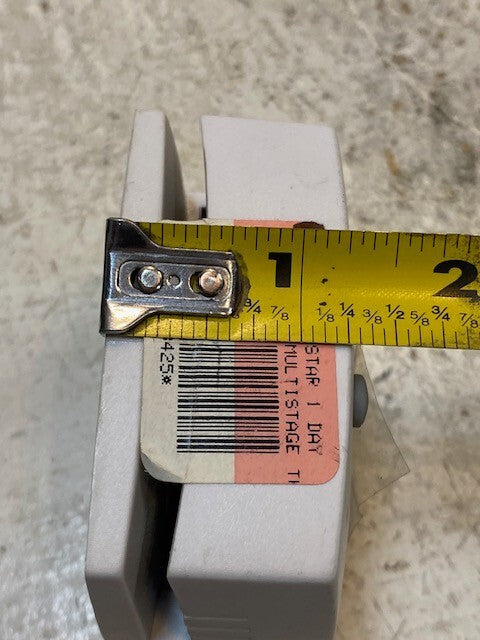 1 2
3/4 7/8 1/8 1/4 3/8 1/2 5/8 3/4 7/8
STAR 1 DAY
MULTISTAGE
425*